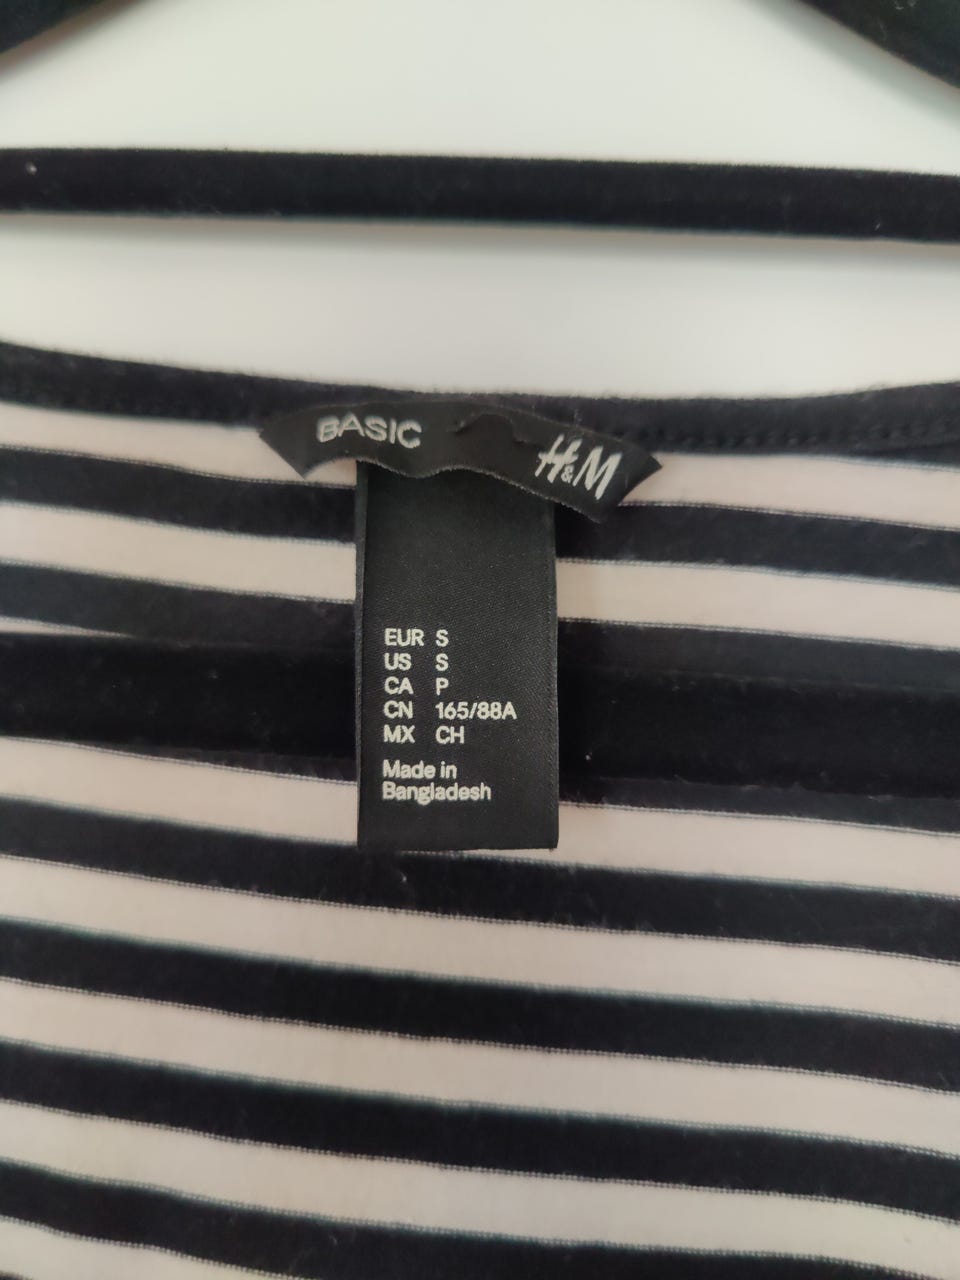 BASIC H&M
EUR S
US S
CA P
CN 165/88A
MX CH
Made in
Bangladesh